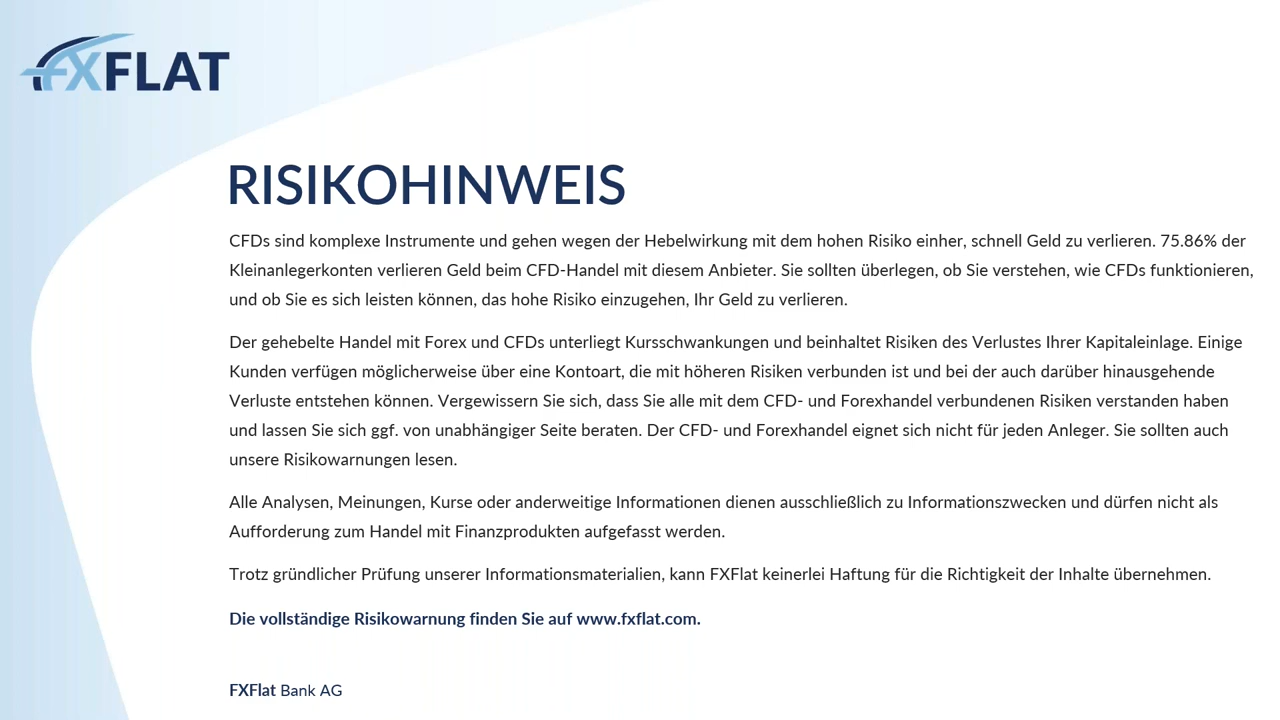 FXFLAT
RISIKOHINWEIS
CFDs sind komplexe Instrumente und gehen wegen der Hebelwirkung mit dem hohen Risiko einher, schnell Geld zu verlieren. 75.86% der
Kleinanlegerkonten verlieren Geld beim CFD-Handel mit diesem Anbieter. Sie sollten überlegen, ob Sie verstehen, wie CFDs funktionieren,
und ob Sie es sich leisten können, das hohe Risiko einzugehen, Ihr Geld zu verlieren.
Der gehebelte Handel mit Forex und CFDs unterliegt Kursschwankungen und beinhaltet Risiken des Verlustes Ihrer Kapitaleinlage. Einige
Kunden verfügen möglicherweise über eine Kontoart, die mit höheren Risiken verbunden ist und bei der auch darüber hinausgehende
Verluste entstehen können. Vergewissern Sie sich, dass Sie alle mit dem CFD- und Forexhandel verbundenen Risiken verstanden haben
und lassen Sie sich ggf. von unabhängiger Seite beraten. Der CFD- und Forexhandel eignet sich nicht für jeden Anleger. Sie sollten auch
unsere Risikowarnungen lesen.
Alle Analysen, Meinungen, Kurse oder anderweitige Informationen dienen ausschließlich zu Informationszwecken und dürfen nicht als
Aufforderung zum Handel mit Finanzprodukten aufgefasst werden.
Trotz gründlicher Prüfung unserer Informationsmaterialien, kann FXFlat keinerlei Haftung für die Richtigkeit der Inhalte übernehmen.
Die vollständige Risikowarnung finden Sie auf www.fxflat.com.
FXFlat Bank AG